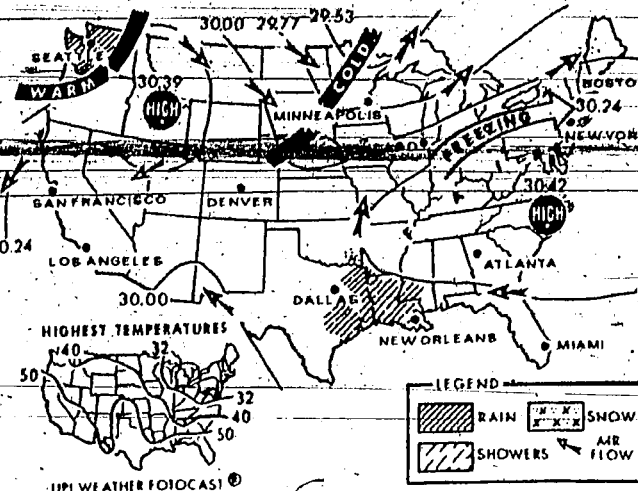 30.00 29.77 29.53
SEATTLE
COLD
WARM
30.39
HIGH
MINNEAPOLIS
BOSTO
30.24
NEW YORK
FREEZING
30.42
HIGH
SAN FRANCISCO
DENVER
0.24
LOS ANGELES
ATLANTA
30.00
DALLAS
NEW ORLEANS
MIAMI
HIGHEST TEMPERATURES
40 32
50
32
40
50
LEGEND
RAIN SNOW
SHOWERS AIR FLOW
UPI WEATHER FOTOCAST ®